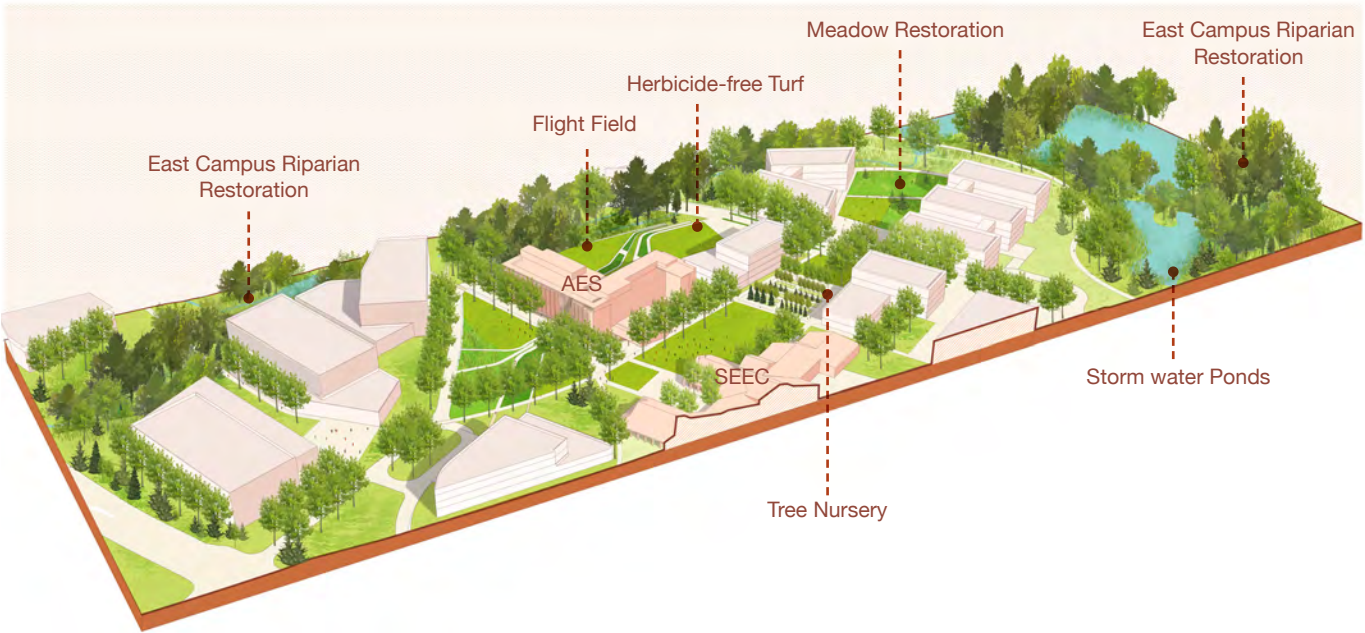 Meadow Restoration
East Campus Riparian
Restoration
Herbicide-free Turf
Flight Field
East Campus Riparian
Restoration
AES
SEEC
Storm water Ponds
Tree Nursery